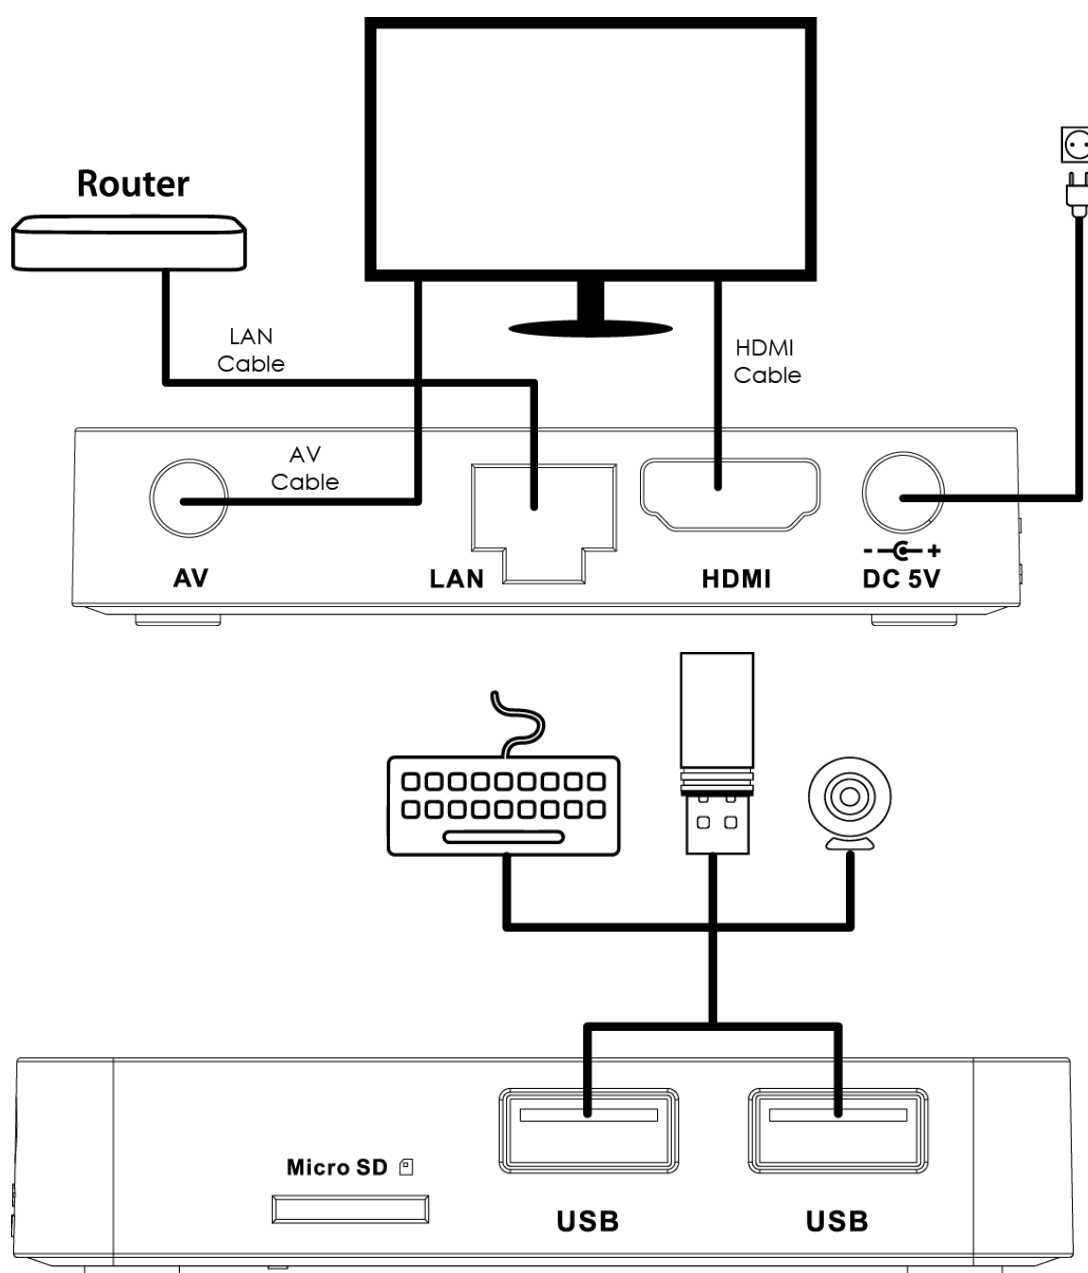 Router
LAN
Cable
HDMI
Cable
AV
Cable
- +
AV
LAN
HDMI
DC 5V
Micro SD
USB
USB